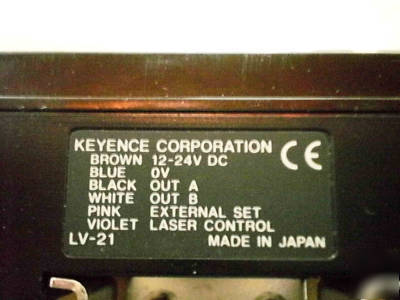 KEYENCE CORPORATION CE
BROWN 12-24V DC
BLUE 0V
BLACK OUT A
WHITE OUT B
PINK EXTERNAL SET
VIOLET LASER CONTROL
LV-21 MADE IN JAPAN